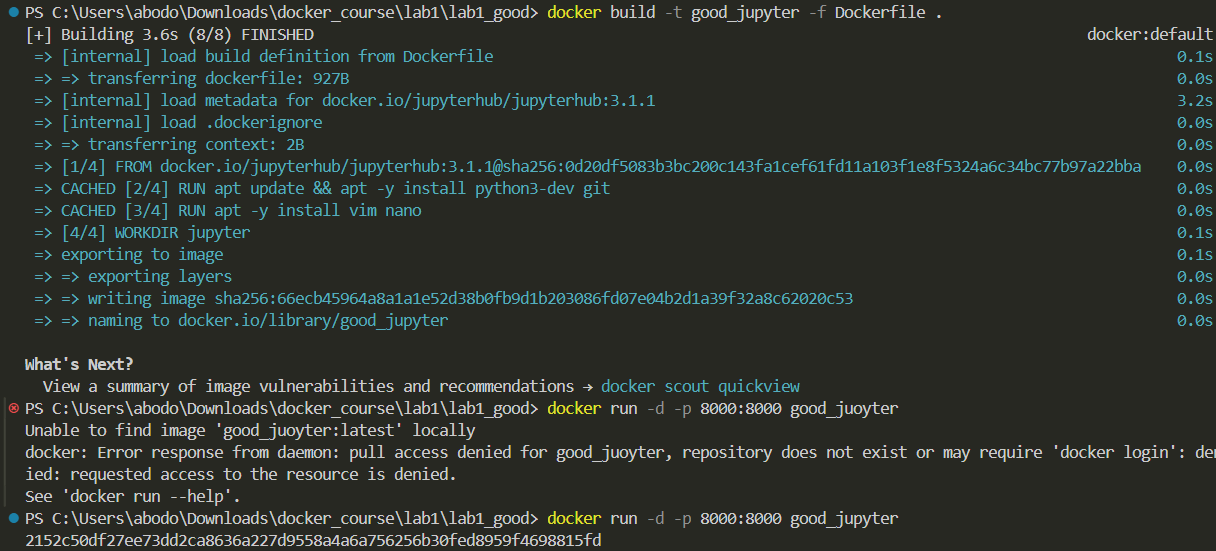 PS C:\Users\abodo\Downloads\docker_course\lab1\lab1_good> docker build -t good_jupyter -f Dockerfile .
[+] Building 3.6s (8/8) FINISHED docker:default
=> [internal] load build definition from Dockerfile 0.1s
=> => transferring dockerfile: 927B 0.0s
=> [internal] load metadata for docker.io/jupyterhub/jupyterhub:3.1.1 3.2s
=> [internal] load .dockerignore 0.0s
=> => transferring context: 2B 0.0s
=> [1/4] FROM docker.io/jupyterhub/jupyterhub:3.1.1@sha256:0d20df5083b3bc200c143fa1cef61fd11a103f1e8f5324a6c34bc77b97a22bba 0.0s
=> CACHED [2/4] RUN apt update && apt -y install python3-dev git 0.0s
=> CACHED [3/4] RUN apt -y install vim nano 0.0s
=> [4/4] WORKDIR jupyter 0.1s
=> exporting to image 0.1s
=> => exporting layers 0.0s
=> => writing image sha256:66ecb45964a8a1a1e52d38b0fb9d1b203086fd07e04b2d1a39f32a8c62020c53 0.0s
=> => naming to docker.io/library/good_jupyter 0.0s
What's Next?
View a summary of image vulnerabilities and recommendations → docker scout quickview
PS C:\Users\abodo\Downloads\docker_course\lab1\lab1_good> docker run -d -p 8000:8000 good_juoyter
Unable to find image 'good_juoyter:latest' locally
docker: Error response from daemon: pull access denied for good_juoyter, repository does not exist or may require 'docker login': den
ied: requested access to the resource is denied.
See 'docker run --help'.
PS C:\Users\abodo\Downloads\docker_course\lab1\lab1_good> docker run -d -p 8000:8000 good_jupyter
2152c50df27ee73dd2ca8636a227d9558a4a6a756256b30fed8959f4698815fd